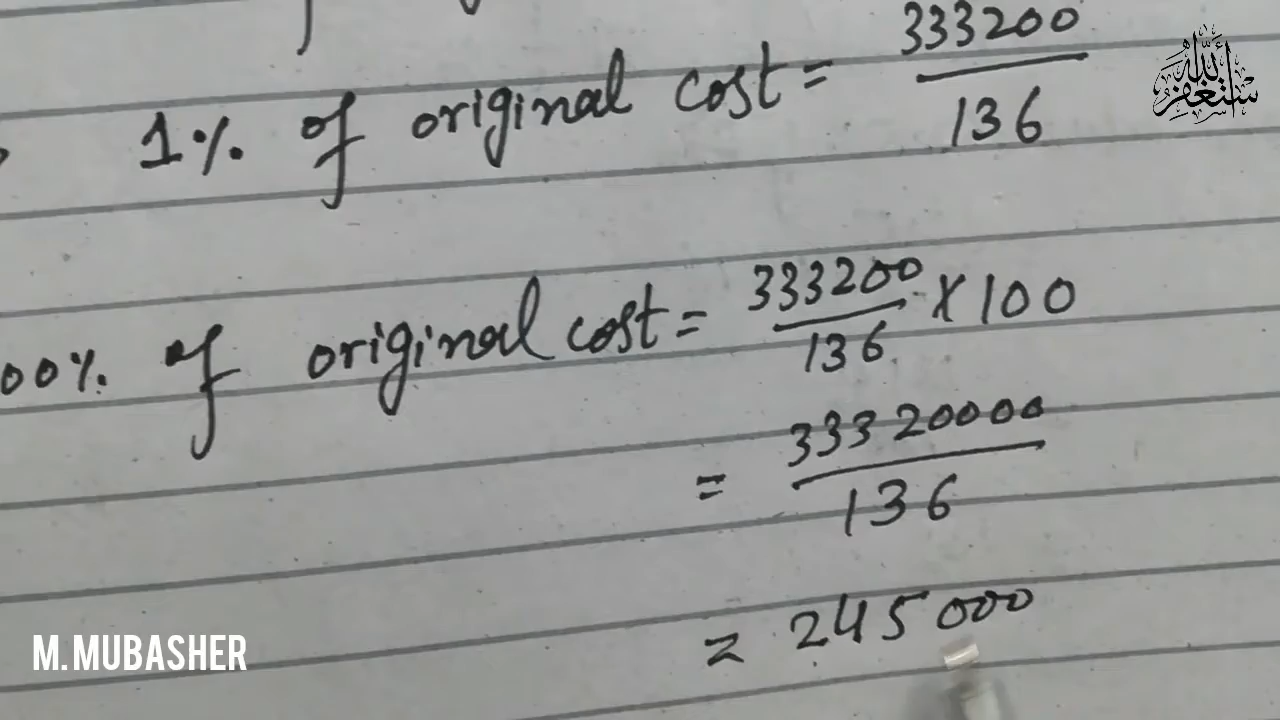 1% of original cost = 333200/136
00% of original cost = 333200/136 × 100
= 33320000/136
= 245000
M.MUBASHER